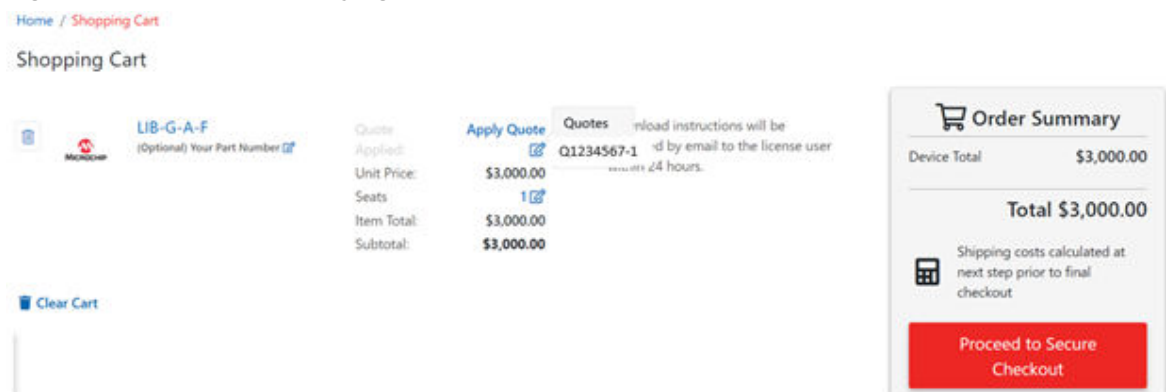 Home / Shopping Cart
Shopping Cart
LIB-G-A-F
(Optional) Your Part Number
MICROCHIP
Quote Applied:
Apply Quote
Unit Price:
$3,000.00
Seats
1
Item Total:
$3,000.00
Subtotal:
$3,000.00
Quotes
Q1234567-1
instructions will be
by email to the license user
24 hours.
Clear Cart
Order Summary
Device Total
$3,000.00
Total $3,000.00
Shipping costs calculated at
next step prior to final
checkout
Proceed to Secure
Checkout